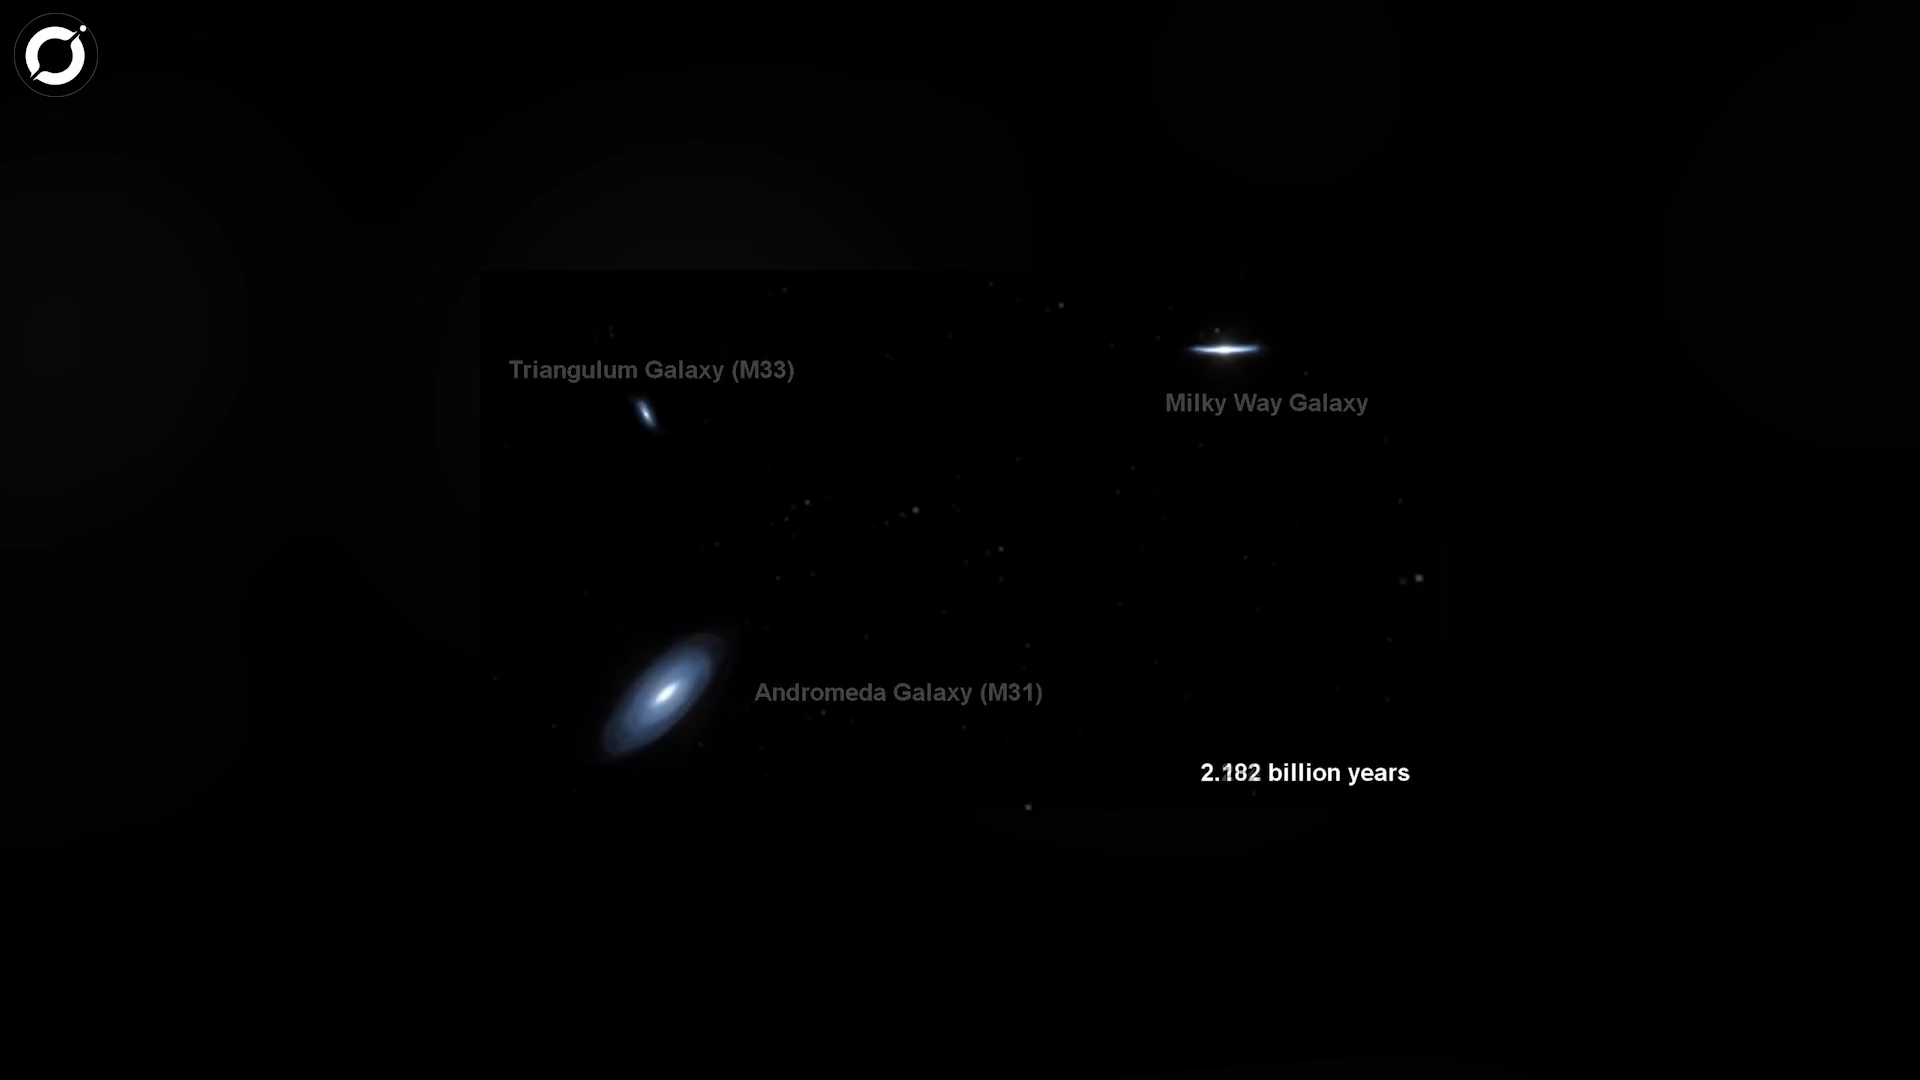 Triangulum Galaxy (M33)
Milky Way Galaxy
Andromeda Galaxy (M31)
2.182 billion years